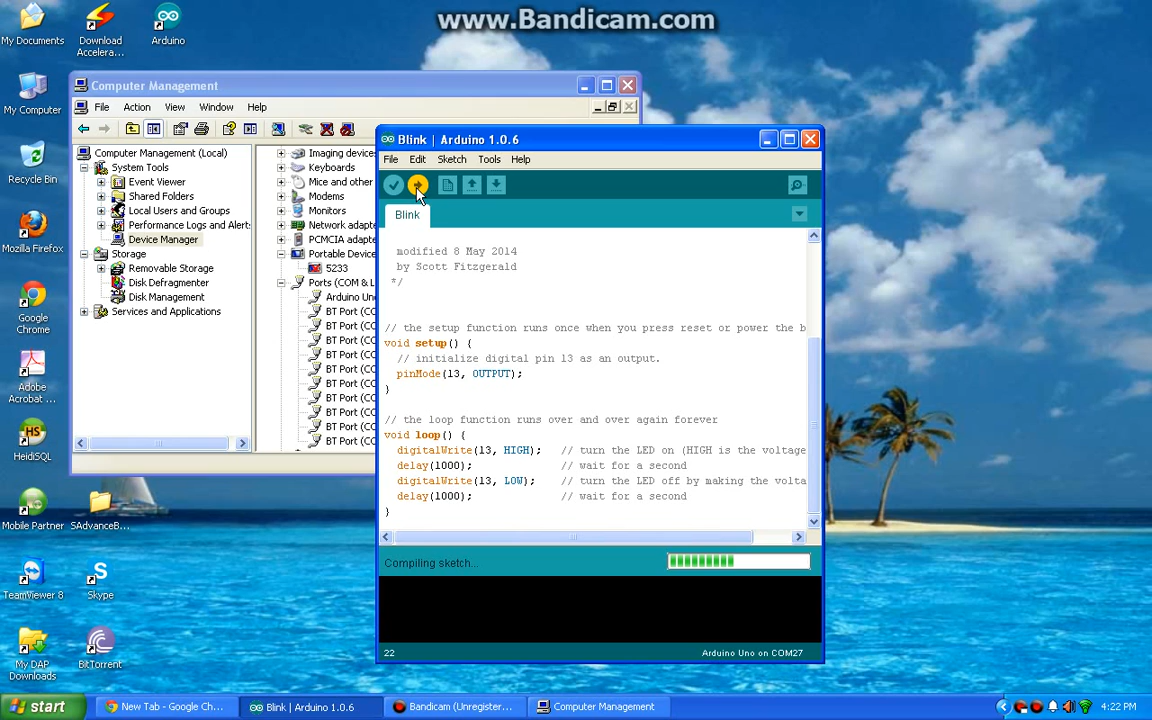 www.Bandicam.com
My Documents
Download Accelera...
Arduino
My Computer
Recycle Bin
Mozilla Firefox
Google Chrome
Adobe Acrobat ...
HeidiSQL
Mobile Partner
SAdvanceB...
TeamViewer 8
Skype
My DAP Downloads
BitTorrent
Computer Management
File Action View Window Help
Computer Management (Local)
System Tools
Event Viewer
Shared Folders
Local Users and Groups
Performance Logs and Alert:
Device Manager
Storage
Removable Storage
Disk Defragmenter
Disk Management
Services and Applications
Imaging device
Keyboards
Mice and other
Modems
Monitors
Network adapte
PCMCIA adapte
Portable Device
5233
Ports (COM & L
Arduino Un
BT Port (CO
BT Port (CO
BT Port (CO
BT Port (CO
BT Port (CO
BT Port (CO
BT Port (CO
BT Port (CO
BT Port (CO
BT Port (CO
Blink | Arduino 1.0.6
File Edit Sketch Tools Help
Blink
modified 8 May 2014
by Scott Fitzgerald
*/
// the setup function runs once when you press reset or power the b
void setup() {
// initialize digital pin 13 as an output.
pinMode(13, OUTPUT);
}
// the loop function runs over and over again forever
void loop() {
digitalWrite(13, HIGH); // turn the LED on (HIGH is the voltage
delay(1000); // wait for a second
digitalWrite(13, LOW); // turn the LED off by making the volta
delay(1000); // wait for a second
}
Compiling sketch...
22
Arduino Uno on COM27
start
New Tab - Google Ch...
Blink | Arduino 1.0.6
Bandicam (Unregister...
Computer Management
4:22 PM